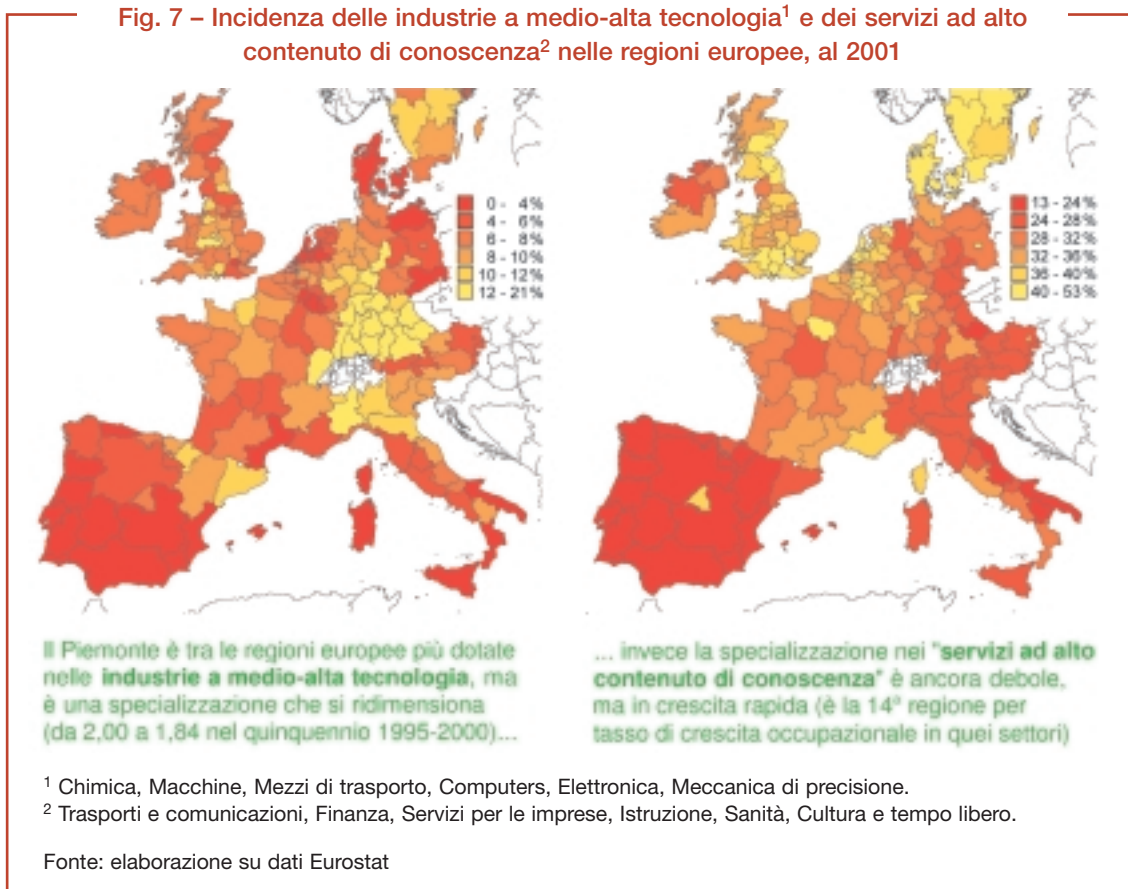 Fig. 7 – Incidenza delle industrie a medio-alta tecnologia¹ e dei servizi ad alto
contenuto di conoscenza² nelle regioni europee, al 2001
0 - 4%
4 - 6%
6 - 8%
8 - 10%
10 - 12%
12 - 21%
13 - 24%
24 - 28%
28 - 32%
32 - 36%
36 - 40%
40 - 53%
Il Piemonte è tra le regioni europee più dotate
nelle industrie a medio-alta tecnologia, ma
è una specializzazione che si ridimensiona
(da 2,00 a 1,84 nel quinquennio 1995-2000)...
... invece la specializzazione nei "servizi ad alto
contenuto di conoscenza" è ancora debole,
ma in crescita rapida (è la 14ª regione per
tasso di crescita occupazionale in quei settori)
¹ Chimica, Macchine, Mezzi di trasporto, Computers, Elettronica, Meccanica di precisione.
² Trasporti e comunicazioni, Finanza, Servizi per le imprese, Istruzione, Sanità, Cultura e tempo libero.
Fonte: elaborazione su dati Eurostat